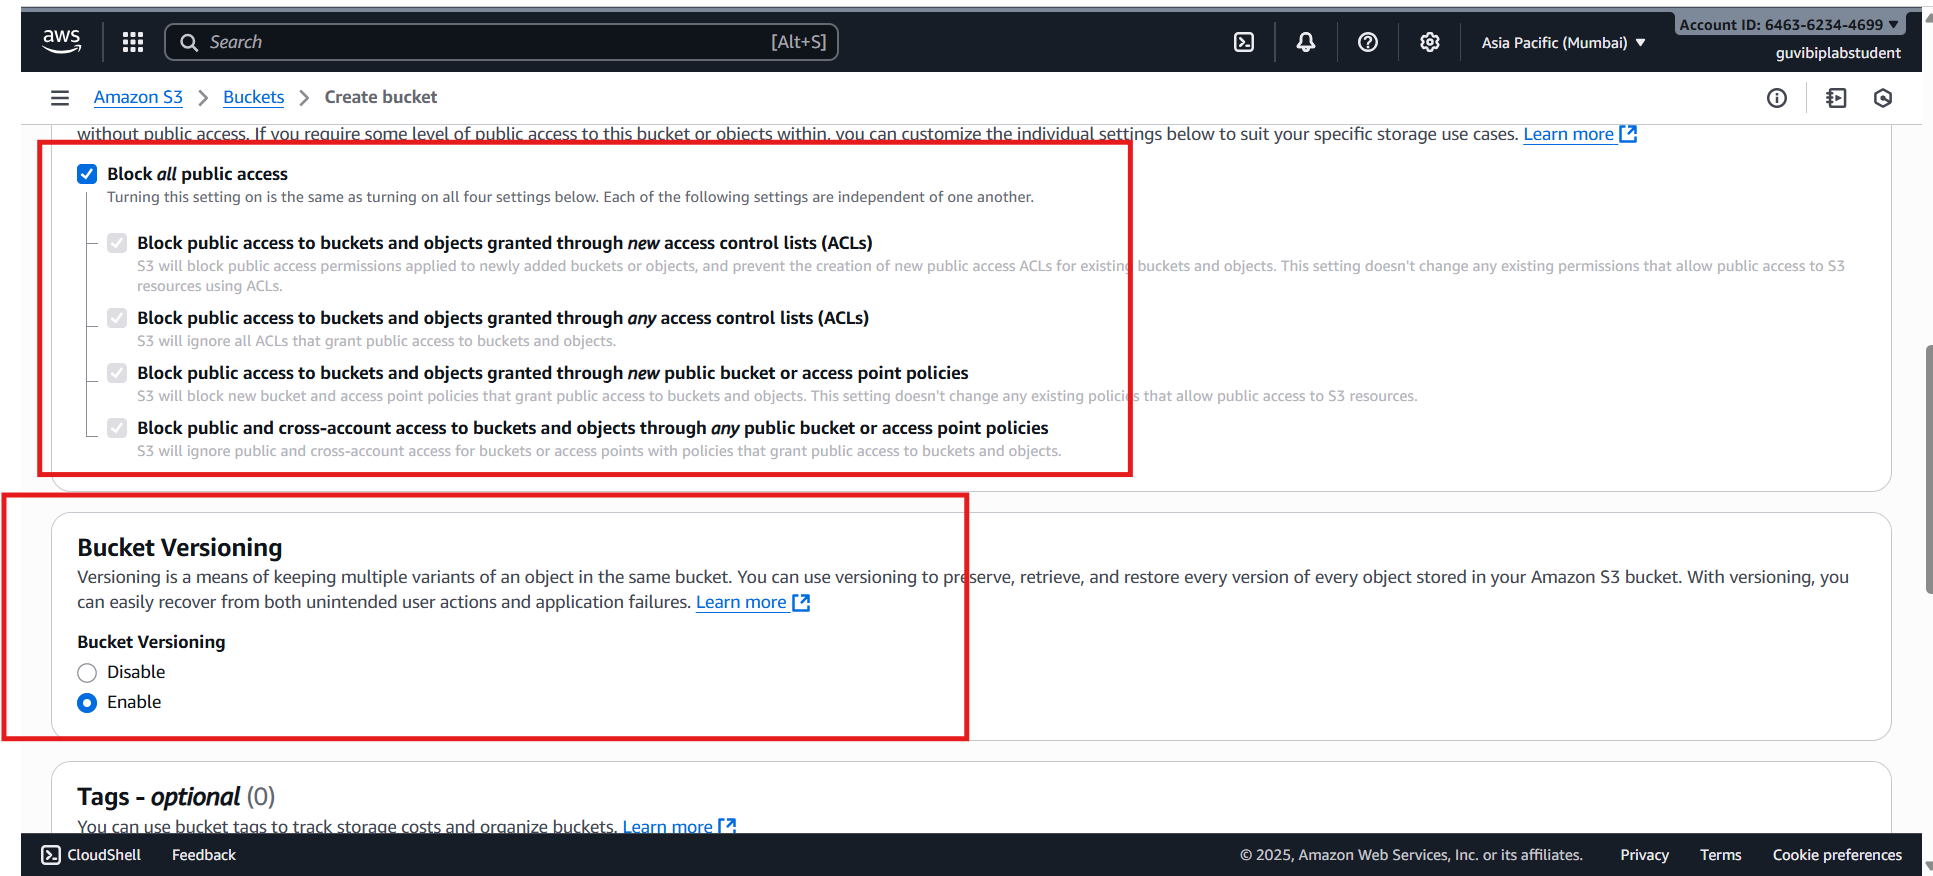 aws
Search
[Alt+S]
Asia Pacific (Mumbai)
Account ID: 6463-6234-4699
guvibiplabstudent
Amazon S3 > Buckets > Create bucket
without public access. If you require some level of public access to this bucket or objects within, you can customize the individual settings below to suit your specific storage use cases. Learn more
Block all public access
Turning this setting on is the same as turning on all four settings below. Each of the following settings are independent of one another.
Block public access to buckets and objects granted through new access control lists (ACLs)
S3 will block public access permissions applied to newly added buckets or objects, and prevent the creation of new public access ACLs for existing buckets and objects. This setting doesn't change any existing permissions that allow public access to S3
resources using ACLs.
Block public access to buckets and objects granted through any access control lists (ACLs)
S3 will ignore all ACLs that grant public access to buckets and objects.
Block public access to buckets and objects granted through new public bucket or access point policies
S3 will block new bucket and access point policies that grant public access to buckets and objects. This setting doesn't change any existing policies that allow public access to S3 resources.
Block public and cross-account access to buckets and objects through any public bucket or access point policies
S3 will ignore public and cross-account access for buckets or access points with policies that grant public access to buckets and objects.
Bucket Versioning
Versioning is a means of keeping multiple variants of an object in the same bucket. You can use versioning to preserve, retrieve, and restore every version of every object stored in your Amazon S3 bucket. With versioning, you
can easily recover from both unintended user actions and application failures. Learn more
Bucket Versioning
Disable
Enable
Tags - optional (0)
You can use bucket tags to track storage costs and organize buckets. Learn more
CloudShell
Feedback
© 2025, Amazon Web Services, Inc. or its affiliates.
Privacy
Terms
Cookie preferences